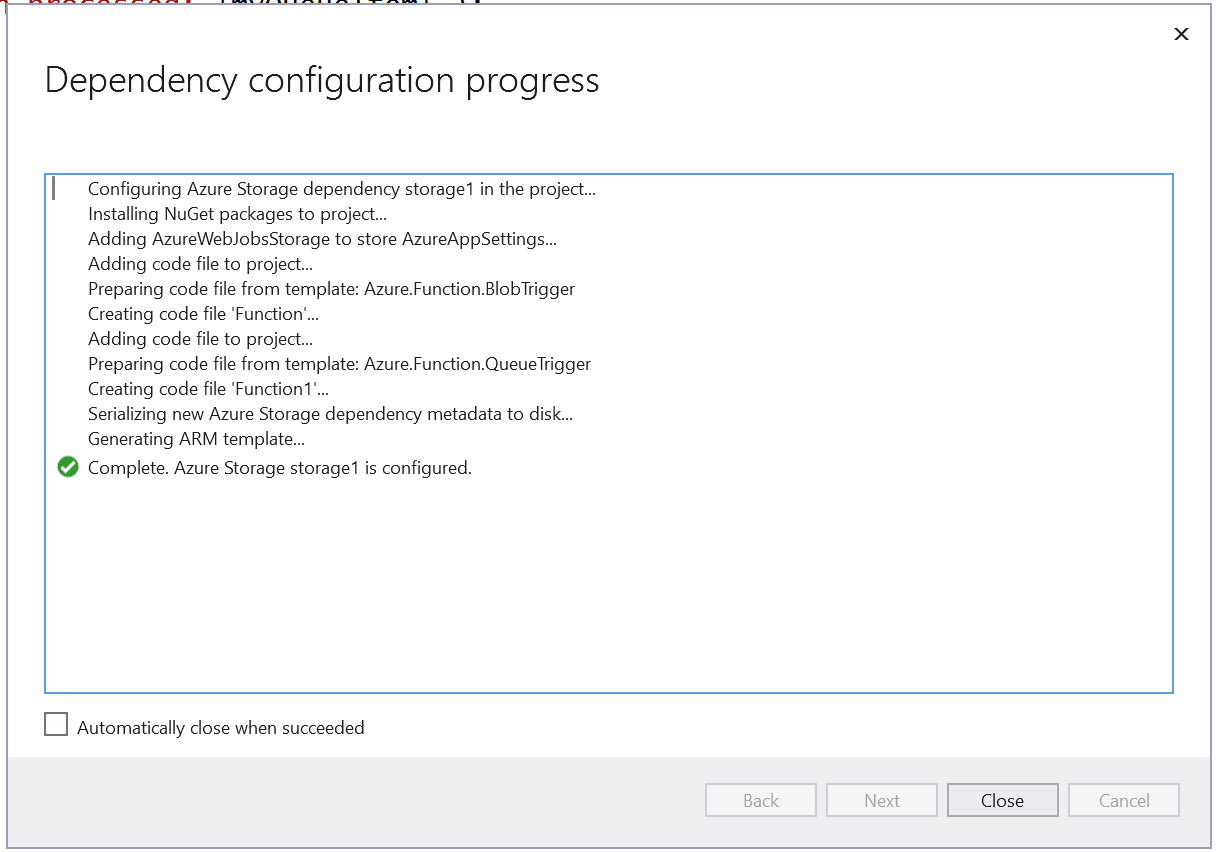 Dependency configuration progress
Configuring Azure Storage dependency storage1 in the project...
Installing NuGet packages to project...
Adding AzureWebJobsStorage to store AzureAppSettings...
Adding code file to project...
Preparing code file from template: Azure.Function.BlobTrigger
Creating code file 'Function'...
Adding code file to project...
Preparing code file from template: Azure.Function.QueueTrigger
Creating code file 'Function1'...
Serializing new Azure Storage dependency metadata to disk...
Generating ARM template...
Complete. Azure Storage storage1 is configured.
Automatically close when succeeded
Back Next Close Cancel